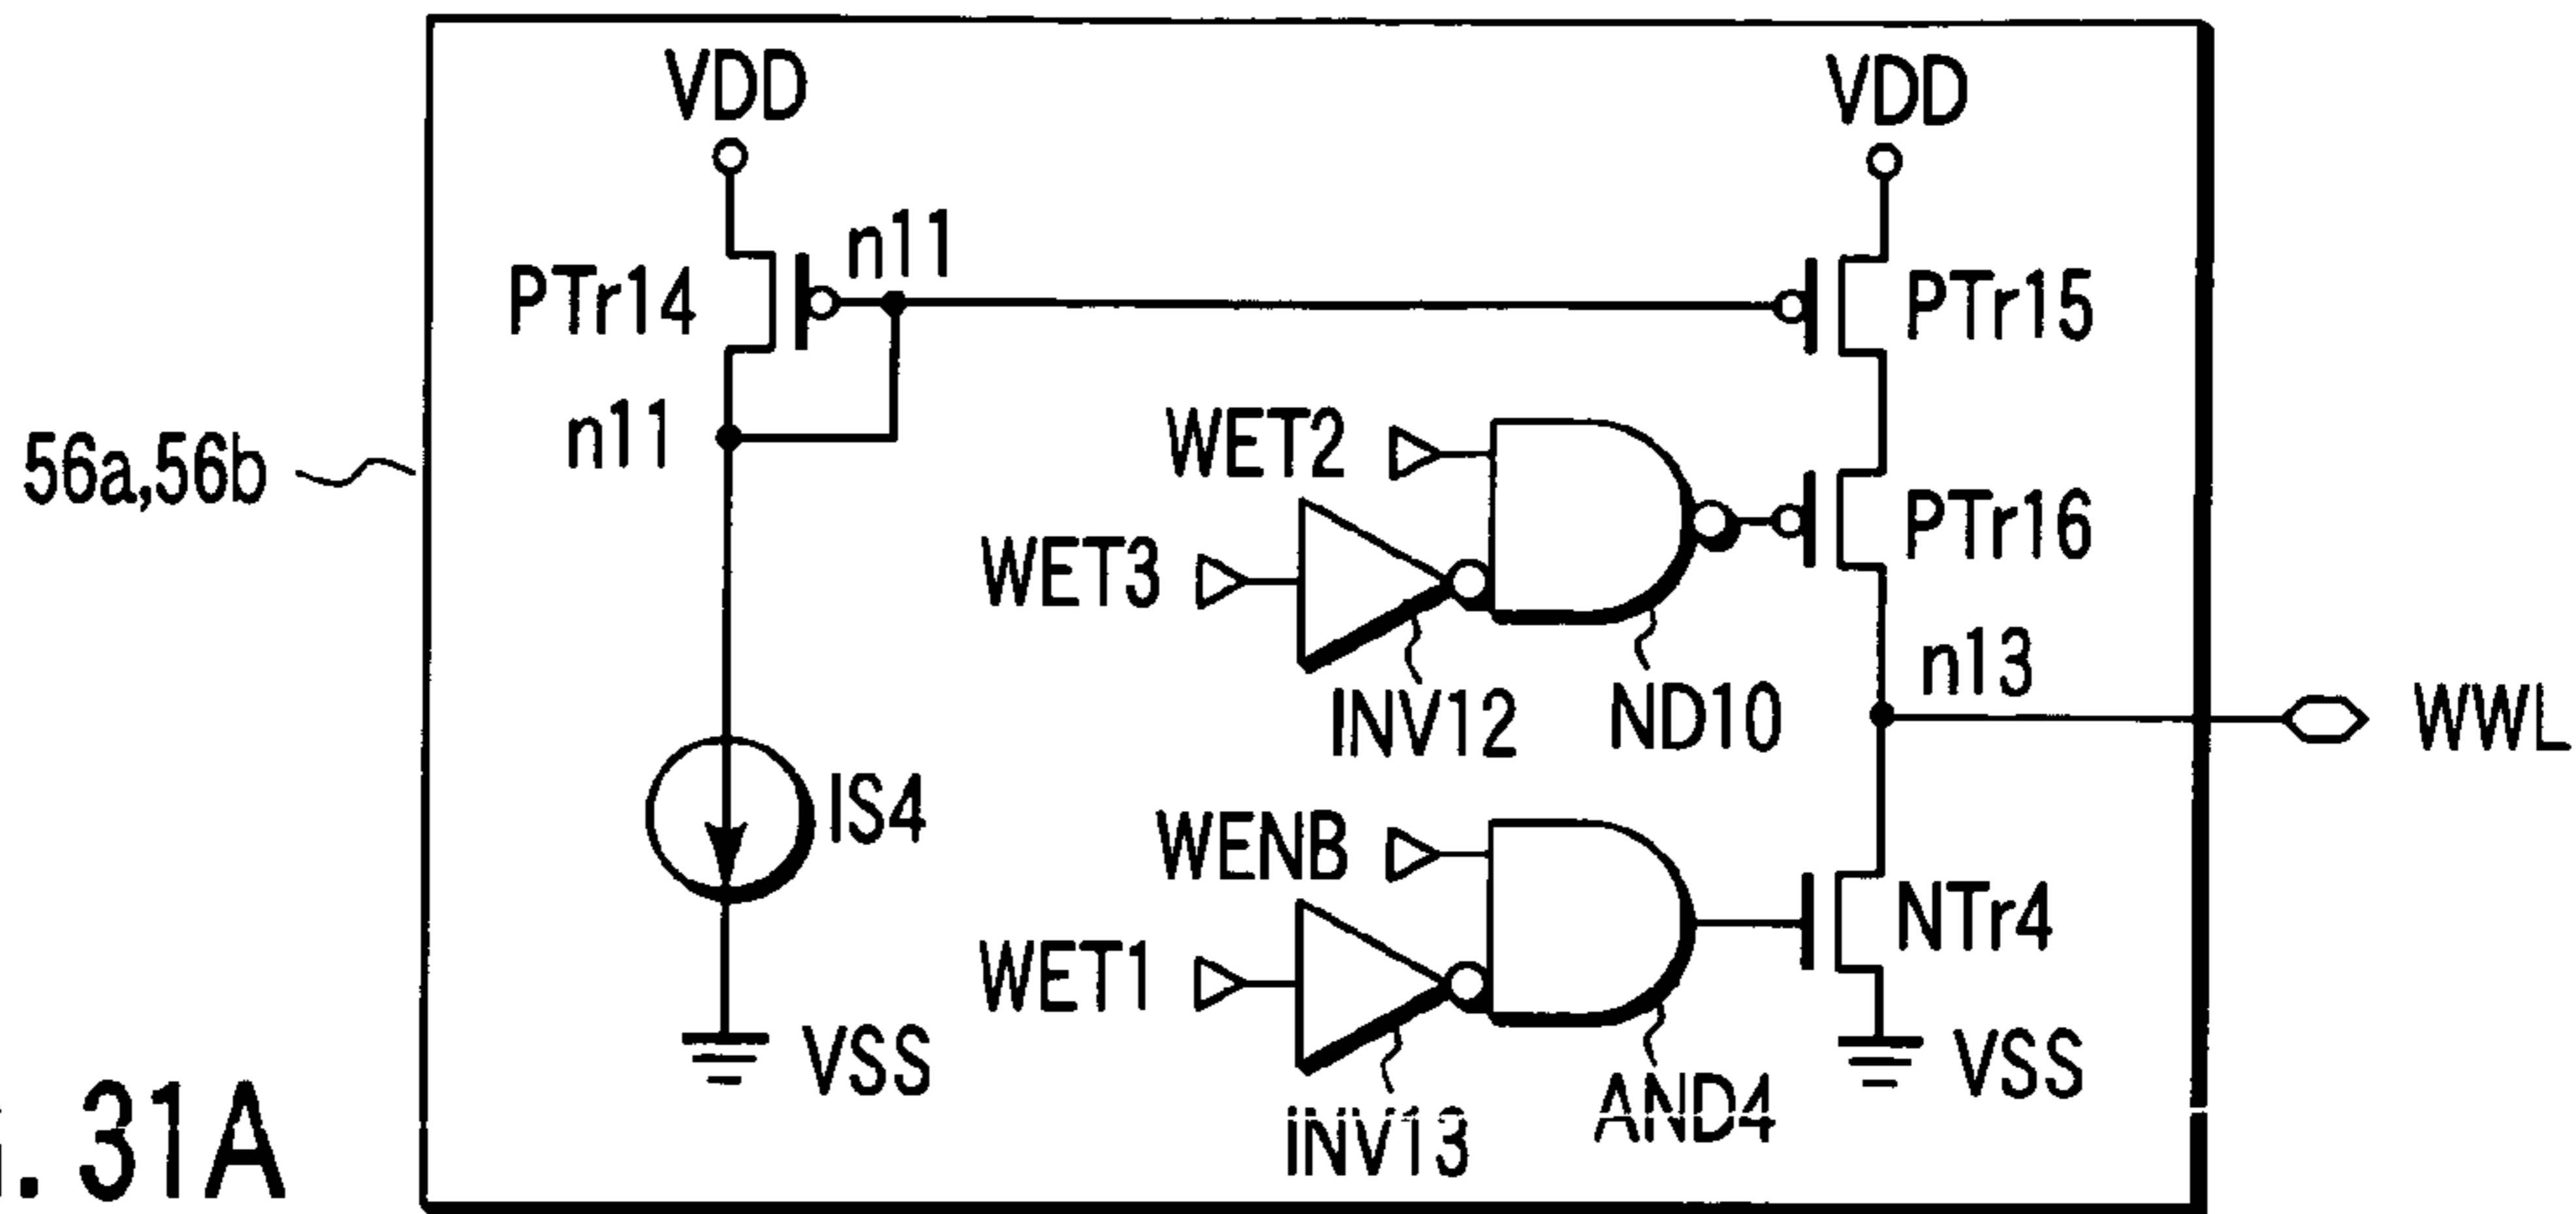 VDD
VDD
n11
PTr14
PTr15
n11
WET2
56a,56b
PTr16
WET3
n13
INV12
ND10
WWL
IS4
WENB
NTr4
WET1
VSS
VSS
AND4
INV13
. 31A